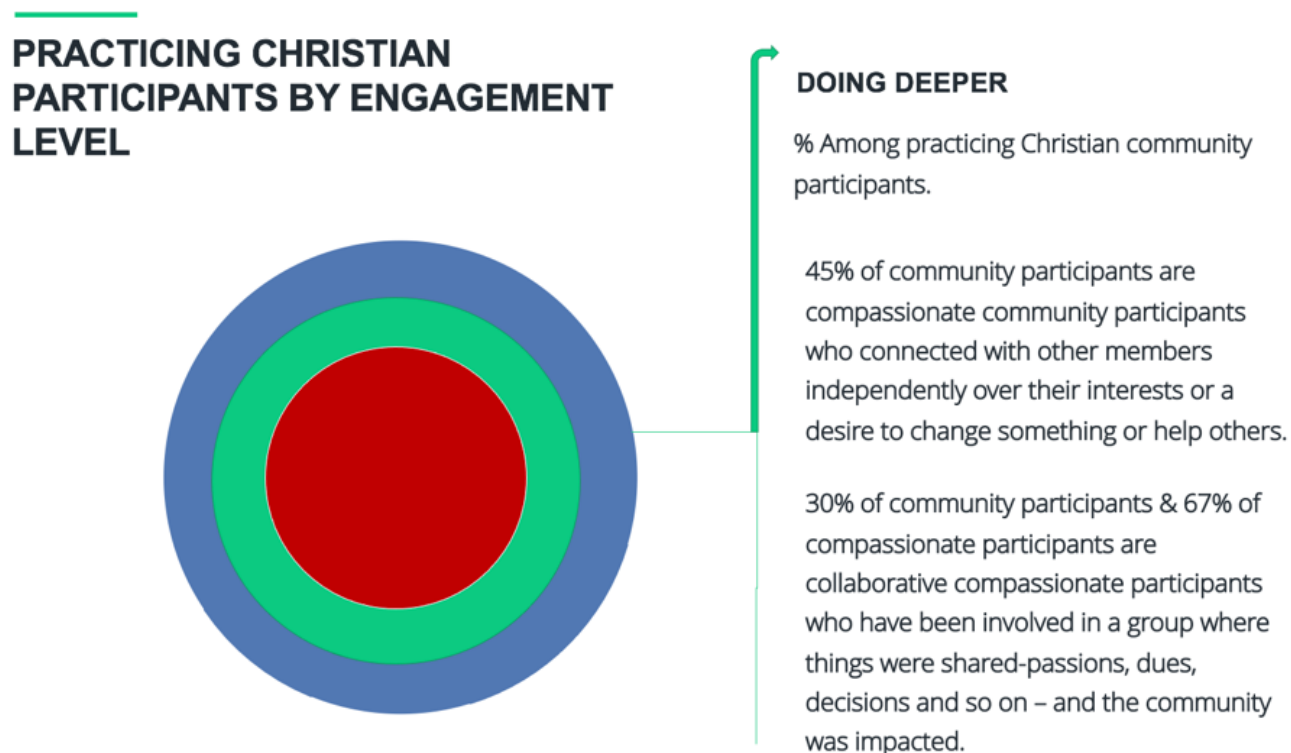 PRACTICING CHRISTIAN
PARTICIPANTS BY ENGAGEMENT
LEVEL
DOING DEEPER
% Among practicing Christian community
participants.
45% of community participants are
compassionate community participants
who connected with other members
independently over their interests or a
desire to change something or help others.
30% of community participants & 67% of
compassionate participants are
collaborative compassionate participants
who have been involved in a group where
things were shared-passions, dues,
decisions and so on – and the community
was impacted.